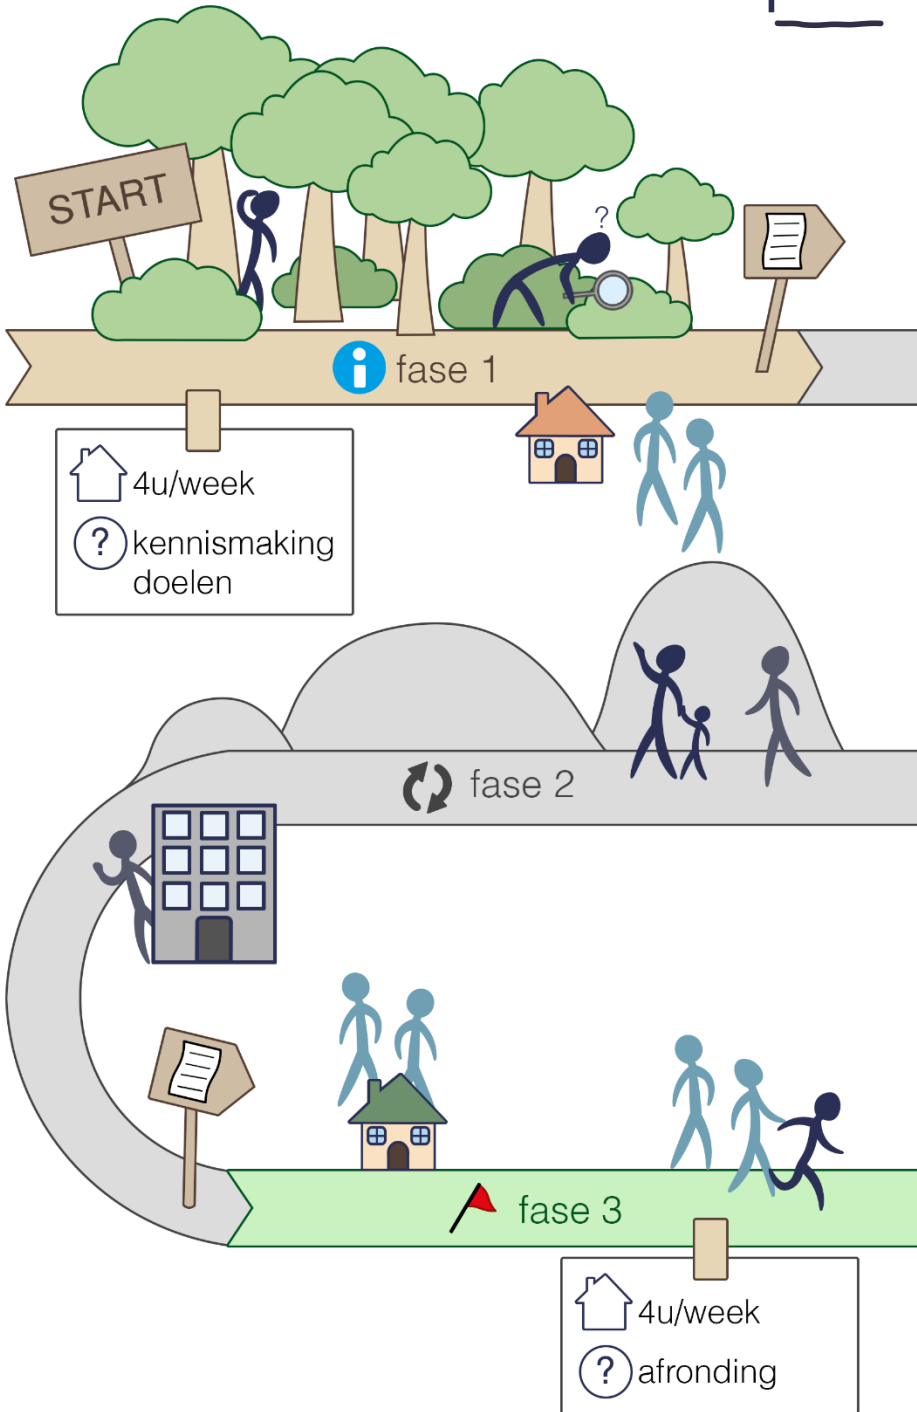 START
?
fase 1
4u/week
? kennismaking
doelen
fase 2
fase 3
4u/week
? afronding